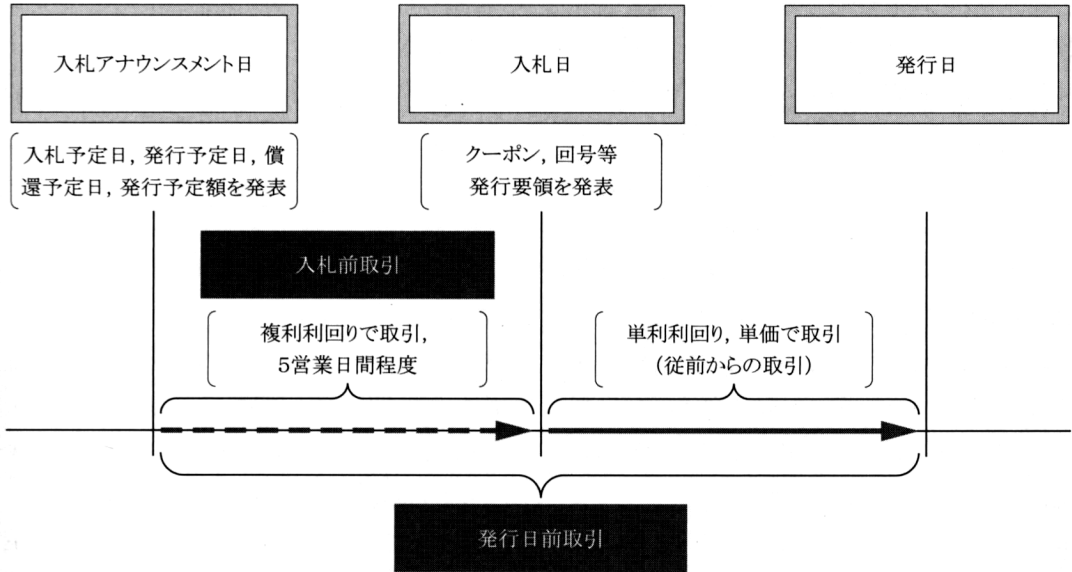 入札アナウンスメント日
入札日
発行日
入札予定日, 発行予定日, 償
還予定日, 発行予定額を発表
クーポン, 回号等
発行要領を発表
入札前取引
複利利回りで取引,
5営業日間程度
単利利回り, 単価で取引
(従前からの取引)
発行日前取引